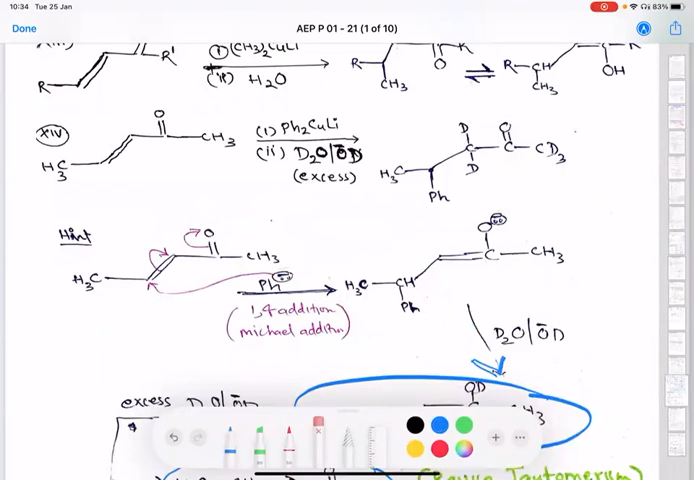 10:34 Tue 25 Jan
83%
Done
AEP P 01 - 21 (1 of 10)
R
R'
(i) (CH3)2CuLi
(ii) H2O
R
CH3
O
R
⇌
R-CH
CH3
OH
R
XIV
H3C
O
CH3
(i) Ph2CuLi
(ii) D2O/ŌD
(excess)
H3C
Ph
D
C
D
O
C
CD3
Hint
H3C
O
CH3
Ph
1,4 addition
michael addition
H3C
CH
Ph
O
C
CH3
D2O/ŌD
excess D2O/ŌD
OD
CH3